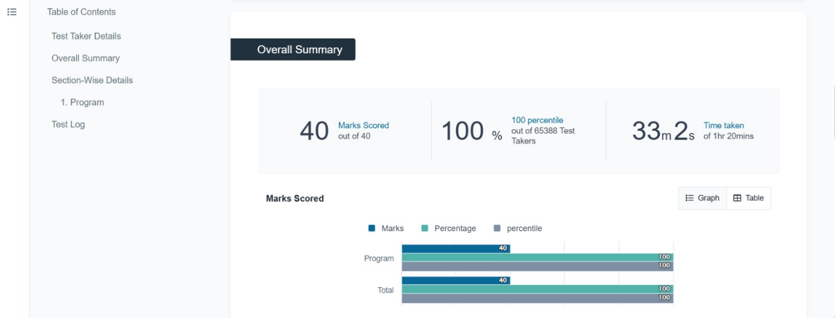 Table of Contents
Test Taker Details
Overall Summary
Section-Wise Details
1. Program
Test Log
Overall Summary
40 Marks Scored
out of 40
100 % 100 percentile
out of 65388 Test
Takers
33m 2s Time taken
of 1hr 20mins
Marks Scored
Graph Table
Marks Percentage percentile
Program 40
100
100
Total 40
100
100